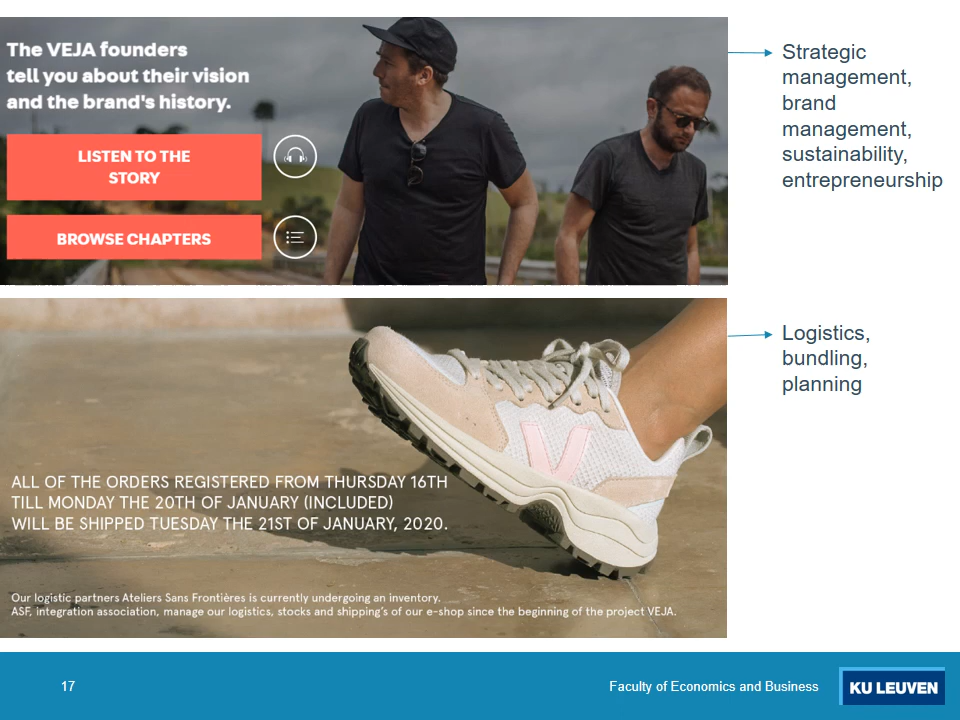 The VEJA founders
tell you about their vision
and the brand's history.
LISTEN TO THE
STORY
BROWSE CHAPTERS
Strategic
management,
brand
management,
sustainability,
entrepreneurship
Logistics,
bundling,
planning
ALL OF THE ORDERS REGISTERED FROM THURSDAY 16TH
TILL MONDAY THE 20TH OF JANUARY (INCLUDED)
WILL BE SHIPPED TUESDAY THE 21ST OF JANUARY, 2020.
Our logistic partners Ateliers Sans Frontières is currently undergoing an inventory.
ASF, integration association, manage our logistics, stocks and shipping's of our e-shop since the beginning of the project VEJA.
17
Faculty of Economics and Business
KU LEUVEN